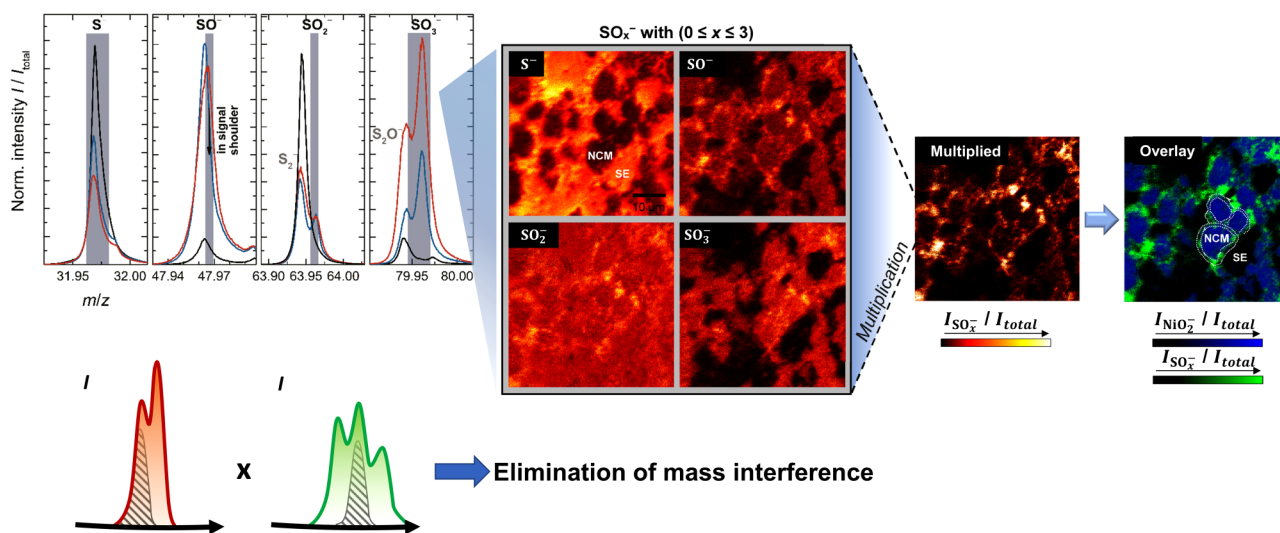 S
SO⁻
SO₂⁻
SO₃⁻
Norm. intensity I / I_total
in signal
shoulder
S₂
S₂O⁻
31.95 32.00
47.94 47.97
63.90 63.95 64.00
79.95 80.00
m/z
SOₓ⁻ with (0 ≤ x ≤ 3)
S⁻
SO⁻
NCM
SE
SO₂⁻
SO₃⁻
Multiplication
Multiplied
I_SOₓ⁻ / I_total
Overlay
NCM
SE
I_NiO₂⁻ / I_total
I_SOₓ⁻ / I_total
I
x
I
Elimination of mass interference